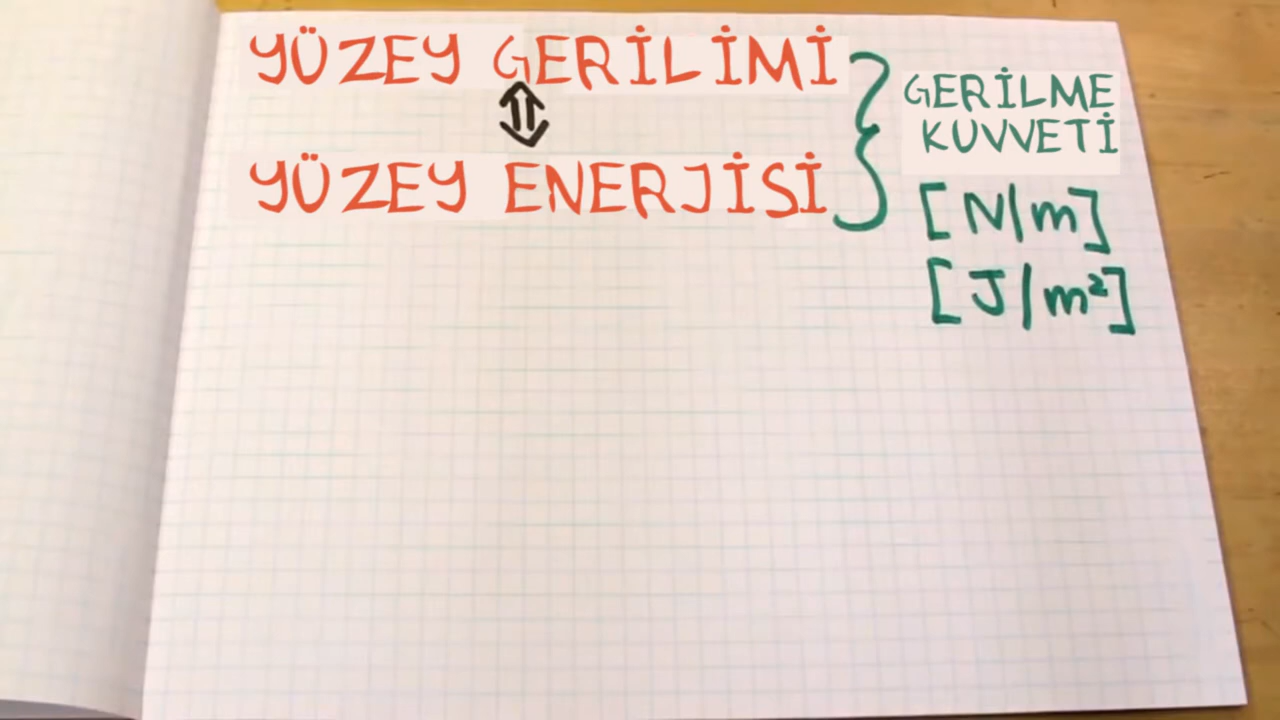 YÜZEY GERİLİMİ
⇕
YÜZEY ENERJİSİ
GERİLME
KUVVETİ
[N/m]
[J/m²]